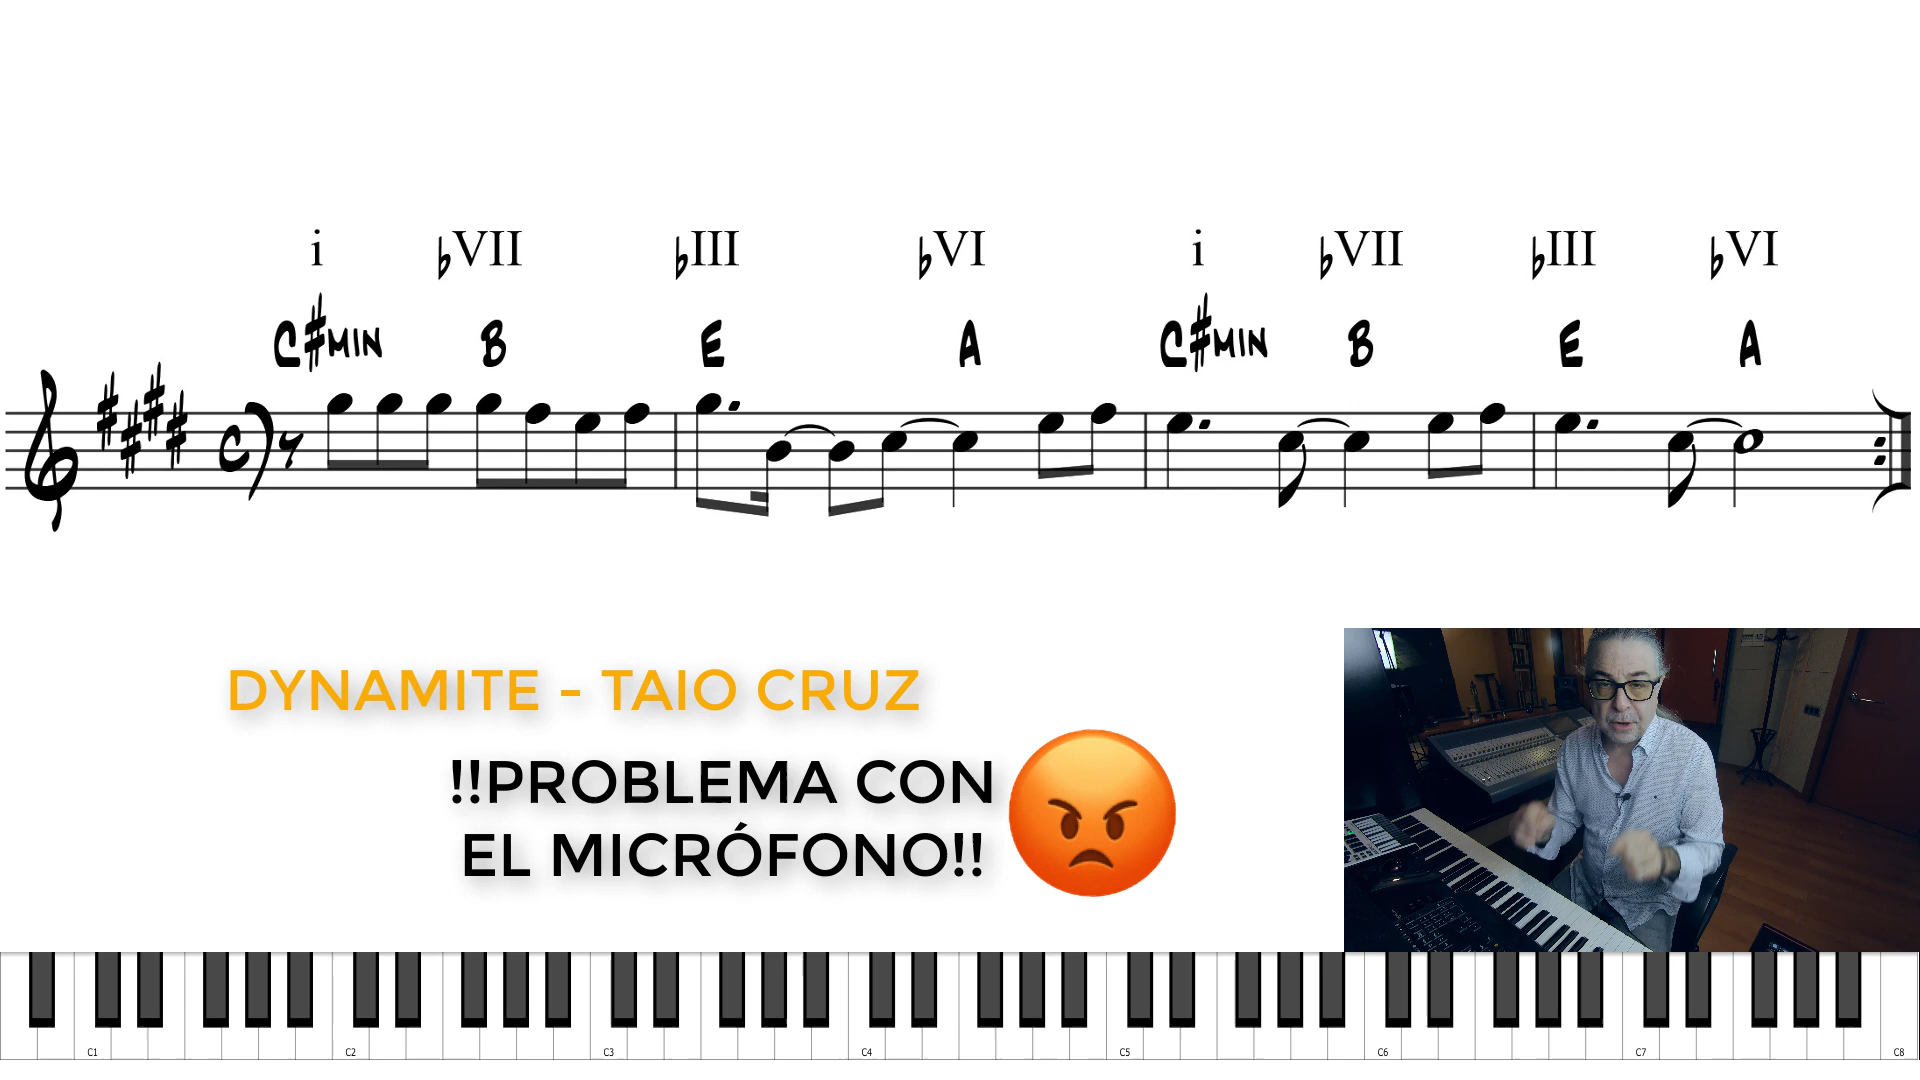 i ♭VII ♭III ♭VI i ♭VII ♭III ♭VI
C#MIN B E A C#MIN B E A
DYNAMITE - TAIO CRUZ
!!PROBLEMA CON
EL MICRÓFONO!!
C1 C2 C3 C4 C5 C6 C7 C8